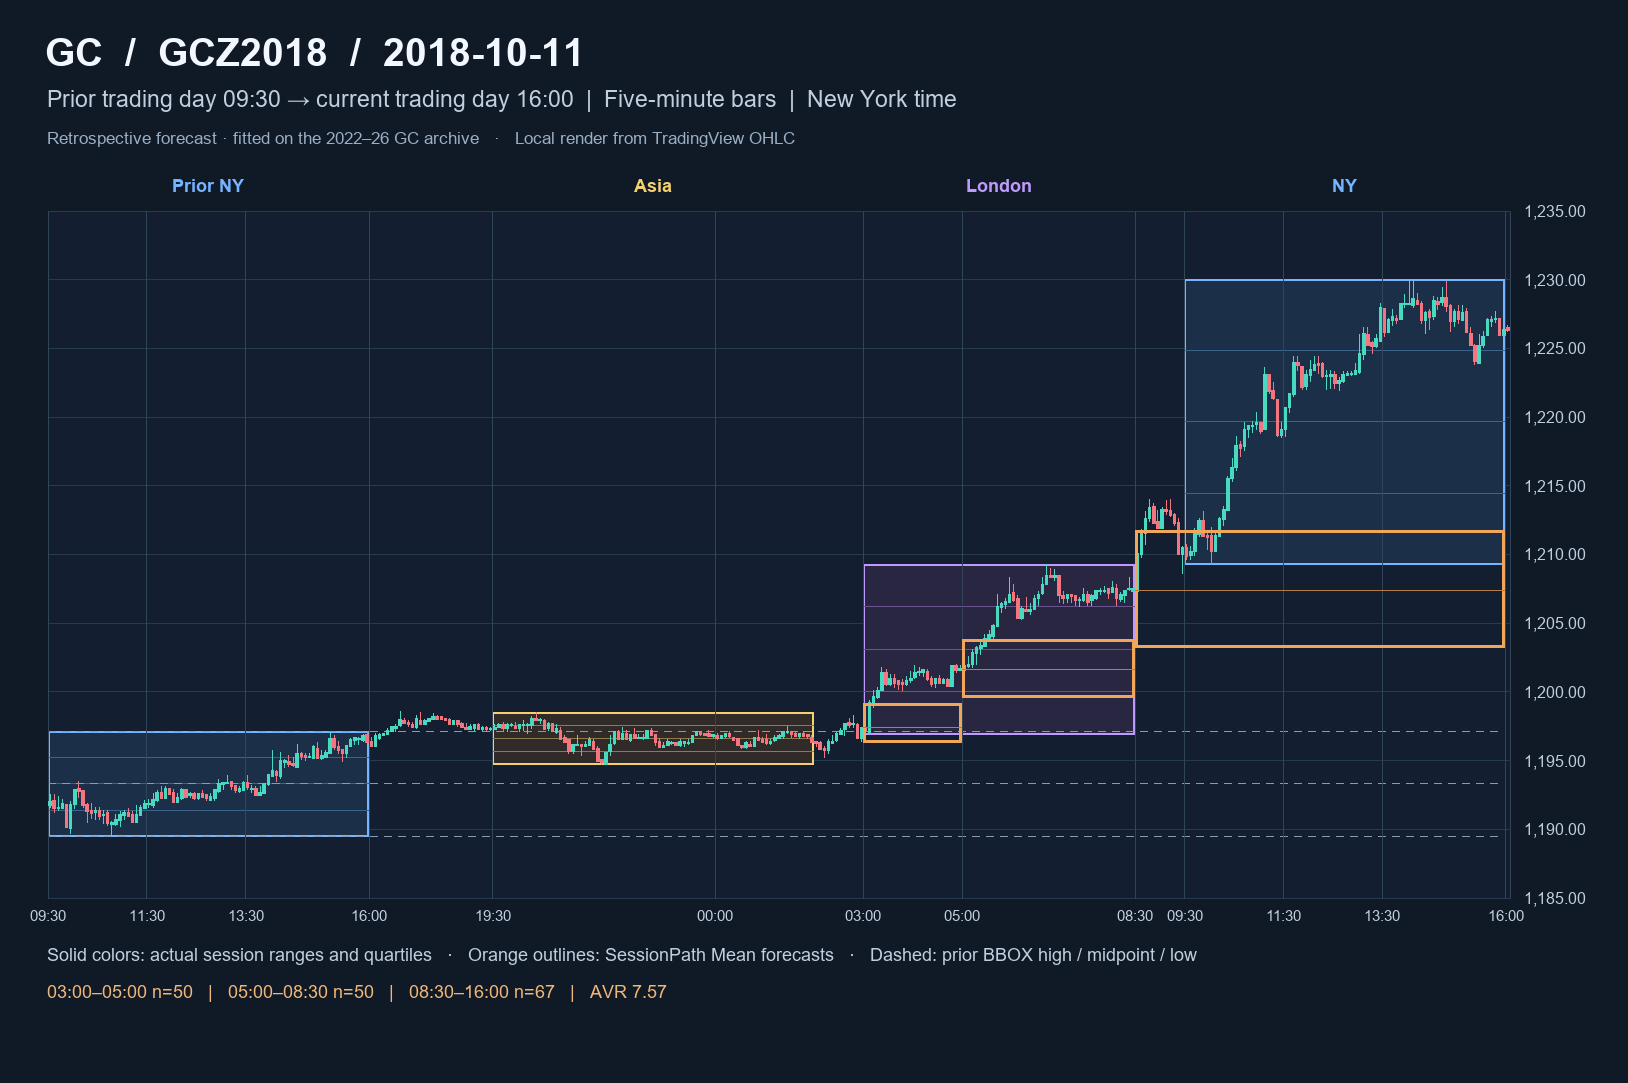 GC / GCZ2018 / 2018-10-11
Prior trading day 09:30 → current trading day 16:00 | Five-minute bars | New York time
Retrospective forecast · fitted on the 2022–26 GC archive · Local render from TradingView OHLC
Prior NY Asia London NY
1,235.00
1,230.00
1,225.00
1,220.00
1,215.00
1,210.00
1,205.00
1,200.00
1,195.00
1,190.00
1,185.00
09:30 11:30 13:30 16:00 19:30 00:00 03:00 05:00 08:30 09:30 11:30 13:30 16:00
Solid colors: actual session ranges and quartiles · Orange outlines: SessionPath Mean forecasts · Dashed: prior BBOX high / midpoint / low
03:00–05:00 n=50 | 05:00–08:30 n=50 | 08:30–16:00 n=67 | AVR 7.57